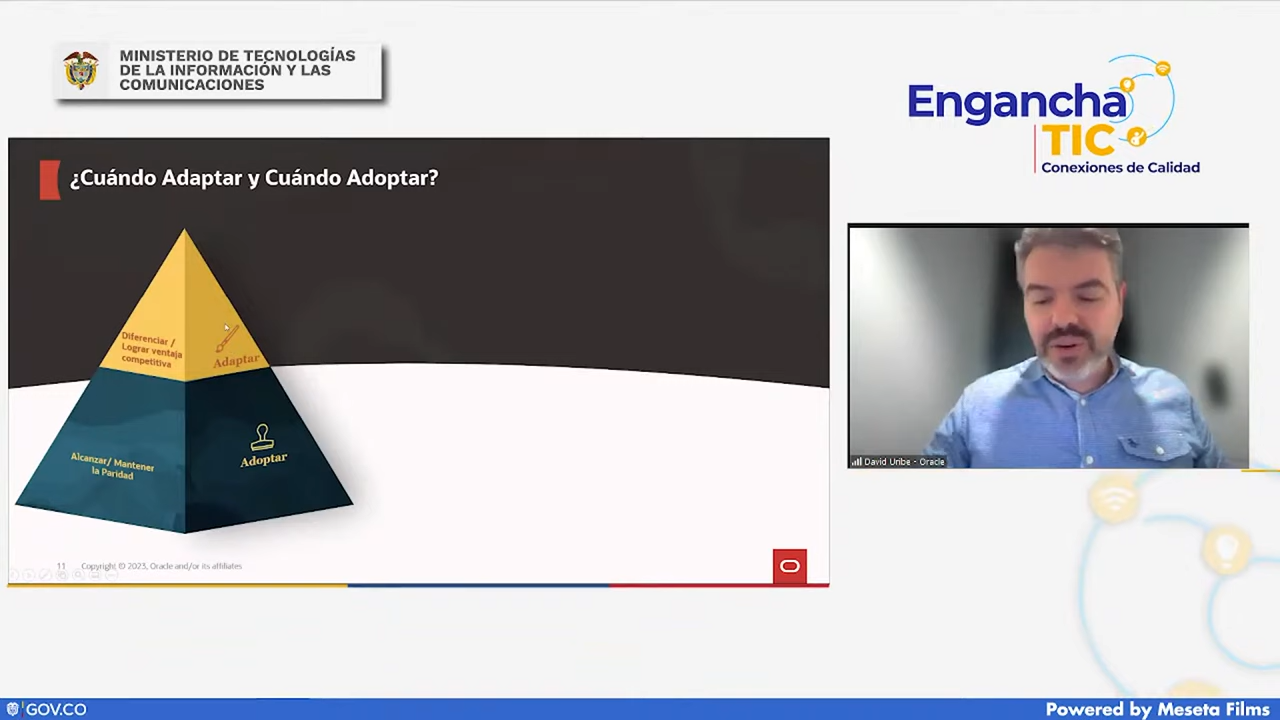 MINISTERIO DE TECNOLOGÍAS
DE LA INFORMACIÓN Y LAS
COMUNICACIONES
Engancha
TIC
Conexiones de Calidad
¿Cuándo Adaptar y Cuándo Adoptar?
Diferenciar /
Lograr ventaja
competitiva
Adaptar
Alcanzar/ Mantener
la Paridad
Adoptar
11 Copyright © 2023, Oracle and/or its affiliates
David Uribe - Oracle
GOV.CO
Powered by Meseta Films